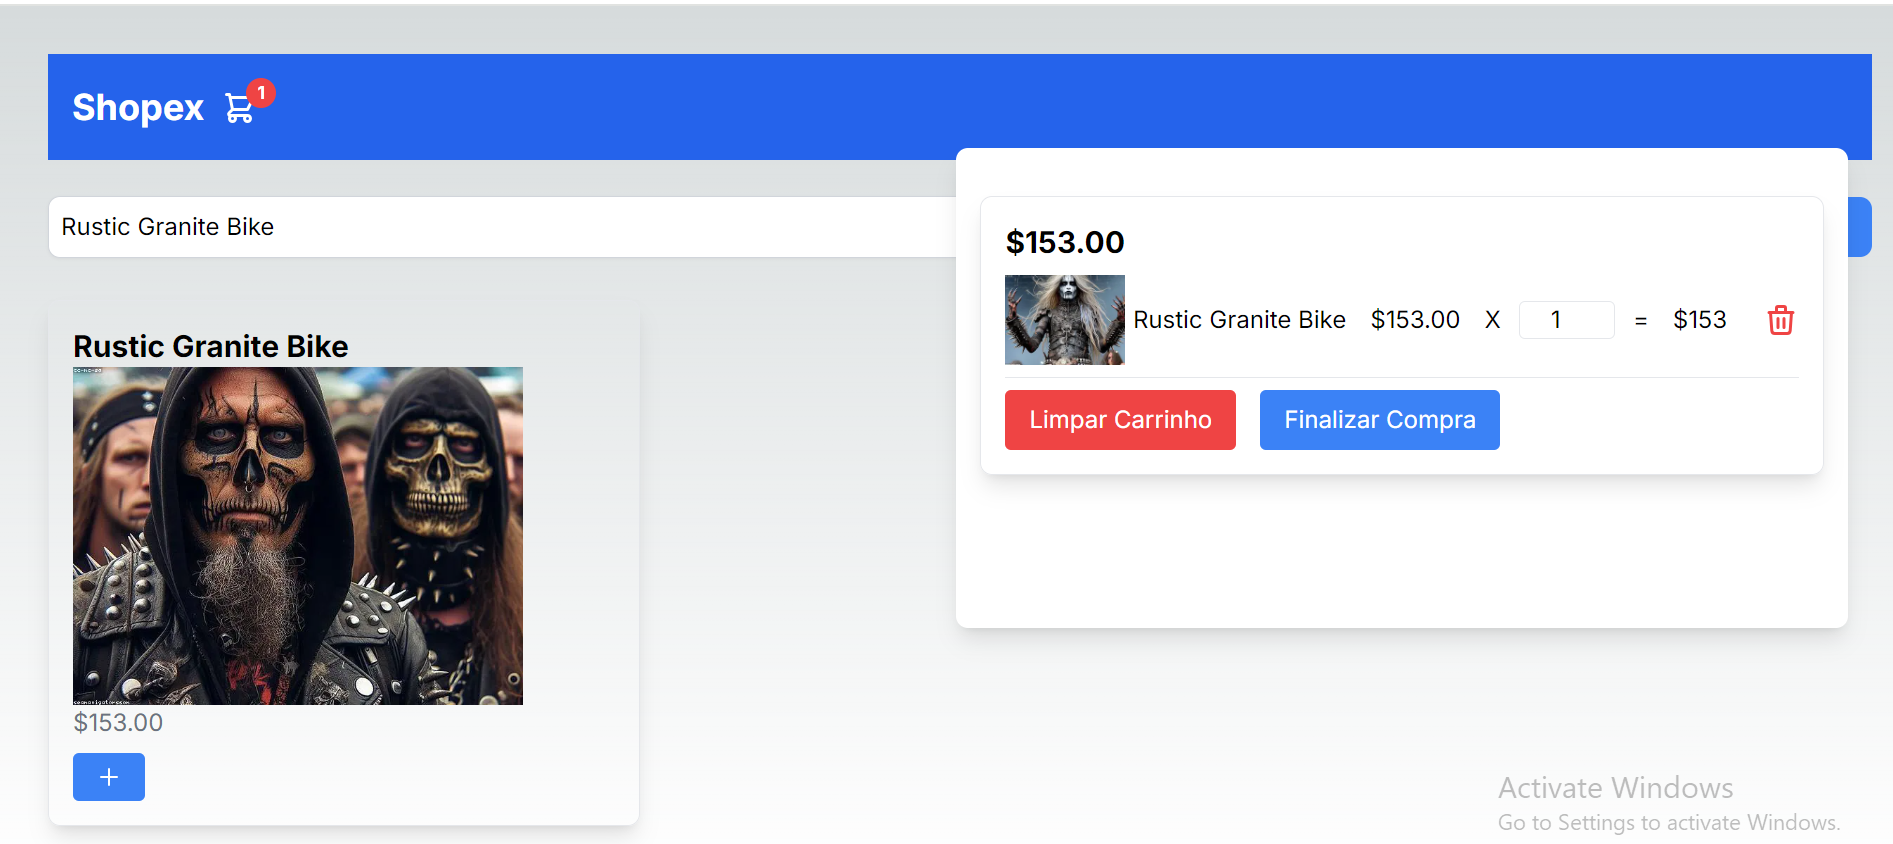 Shopex 1
Rustic Granite Bike
Rustic Granite Bike
$153.00
+
$153.00
Rustic Granite Bike $153.00 X 1 = $153
Limpar Carrinho Finalizar Compra
Activate Windows
Go to Settings to activate Windows.